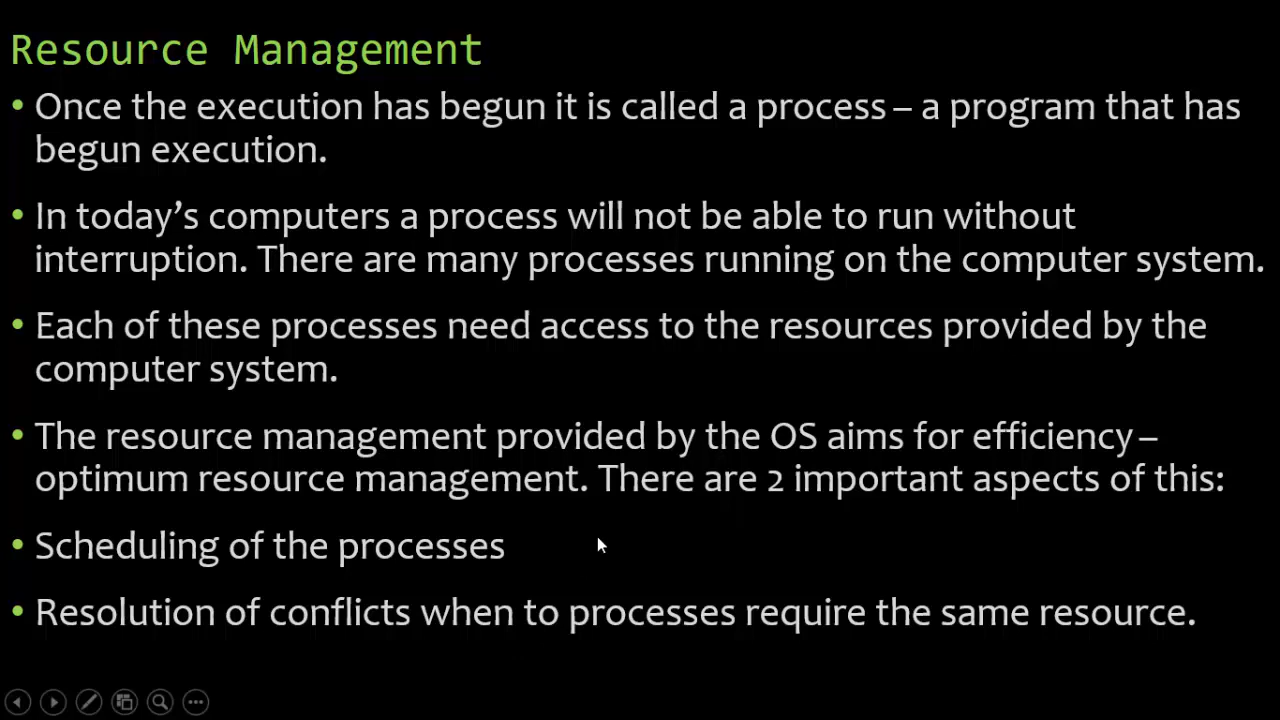 Resource Management
• Once the execution has begun it is called a process – a program that has
begun execution.
• In today’s computers a process will not be able to run without
interruption. There are many processes running on the computer system.
• Each of these processes need access to the resources provided by the
computer system.
• The resource management provided by the OS aims for efficiency –
optimum resource management. There are 2 important aspects of this:
• Scheduling of the processes
• Resolution of conflicts when to processes require the same resource.